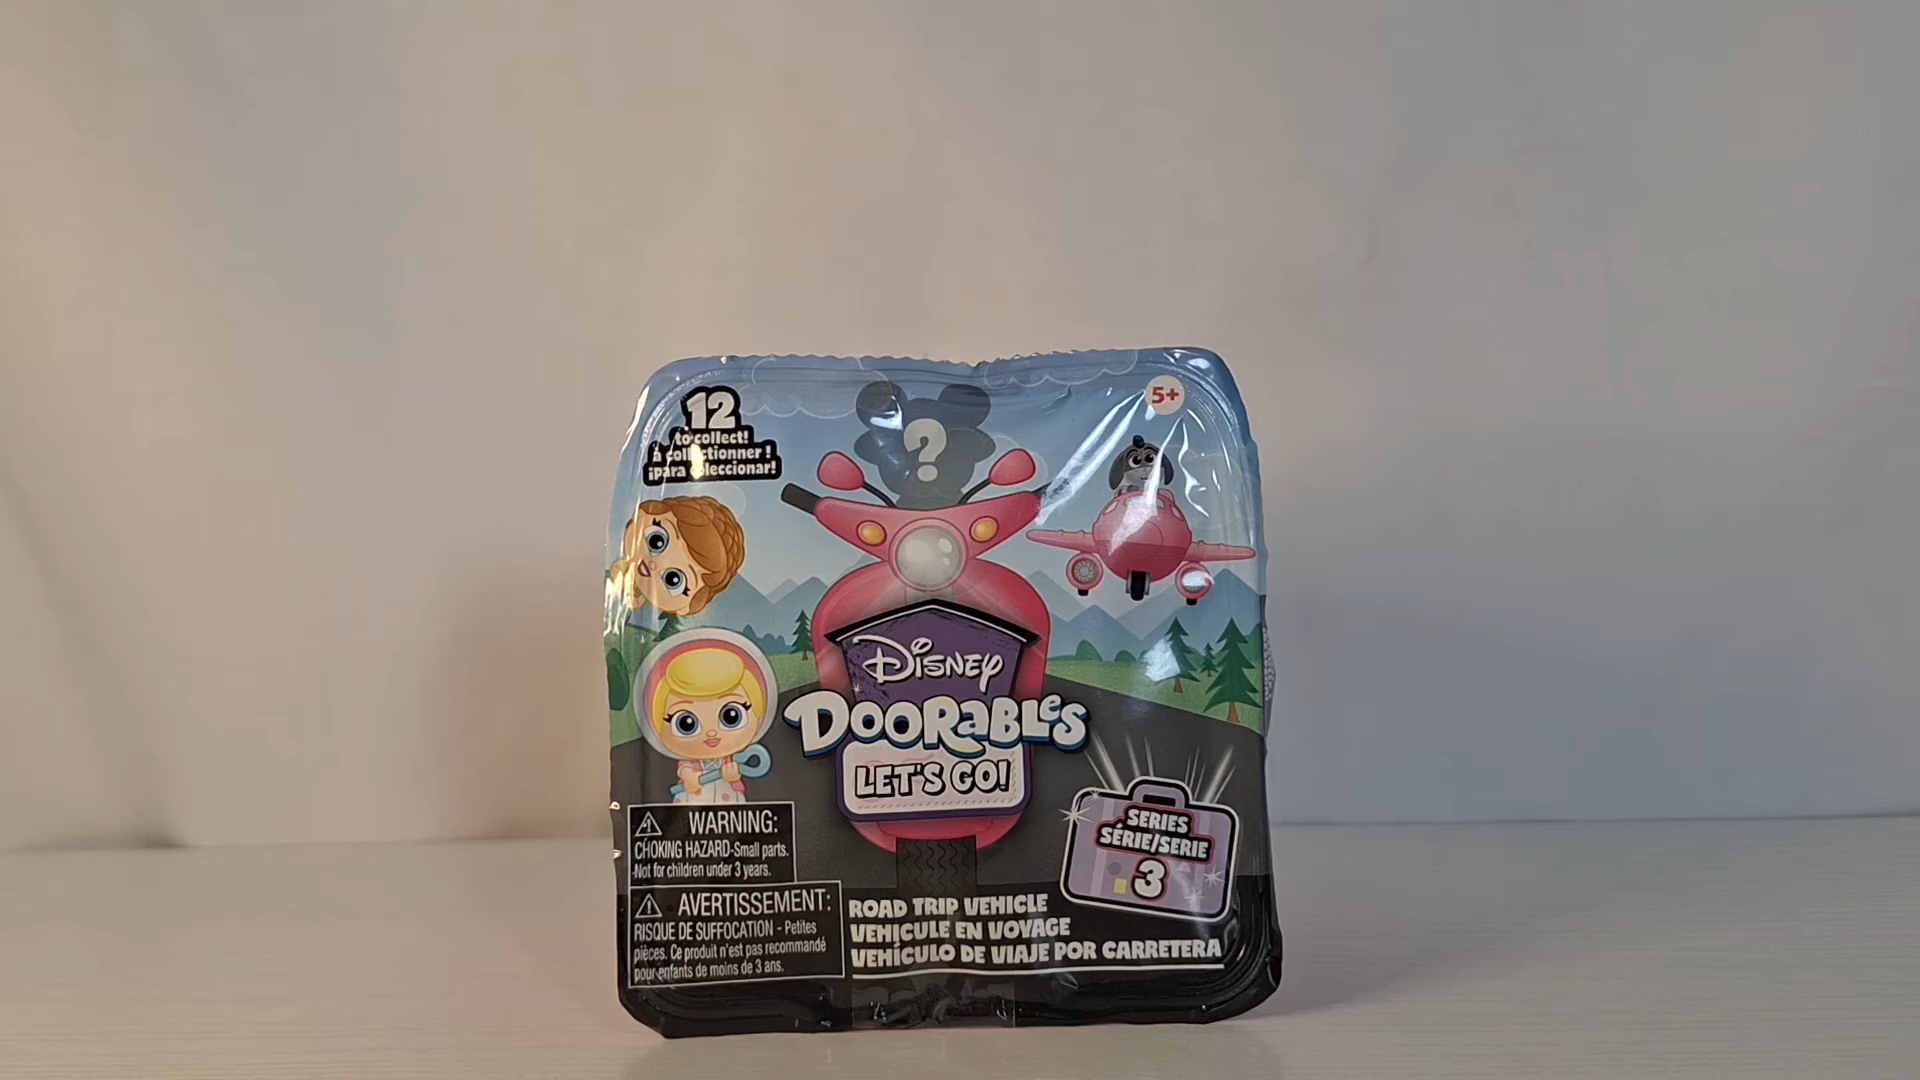 12
to collect!
à collectionner !
¡para coleccionar!
?
5+
Disney
DOORABLES
LET'S GO!
SERIES
SÉRIE/SERIE
3
WARNING:
CHOKING HAZARD-Small parts.
Not for children under 3 years.
AVERTISSEMENT:
RISQUE DE SUFFOCATION - Petites
pièces. Ce produit n'est pas recommandé
pour enfants de moins de 3 ans.
ROAD TRIP VEHICLE
VEHICULE EN VOYAGE
VEHÍCULO DE VIAJE POR CARRETERA